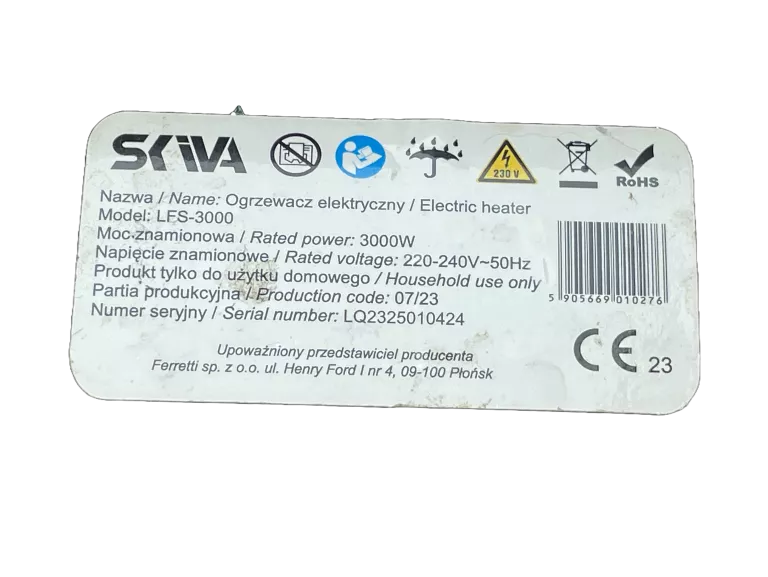 SKIVA
230 V
RoHS
Nazwa / Name: Ogrzewacz elektryczny / Electric heater
Model: LFS-3000
Moc znamionowa / Rated power: 3000W
Napięcie znamionowe / Rated voltage: 220-240V~50Hz
Produkt tylko do użytku domowego / Household use only
Partia produkcyjna / Production code: 07/23
Numer seryjny / Serial number: LQ2325010424
5 905669 010276
Upoważniony przedstawiciel producenta
Ferretti sp. z o.o. ul. Henry Ford I nr 4, 09-100 Płońsk
CE 23